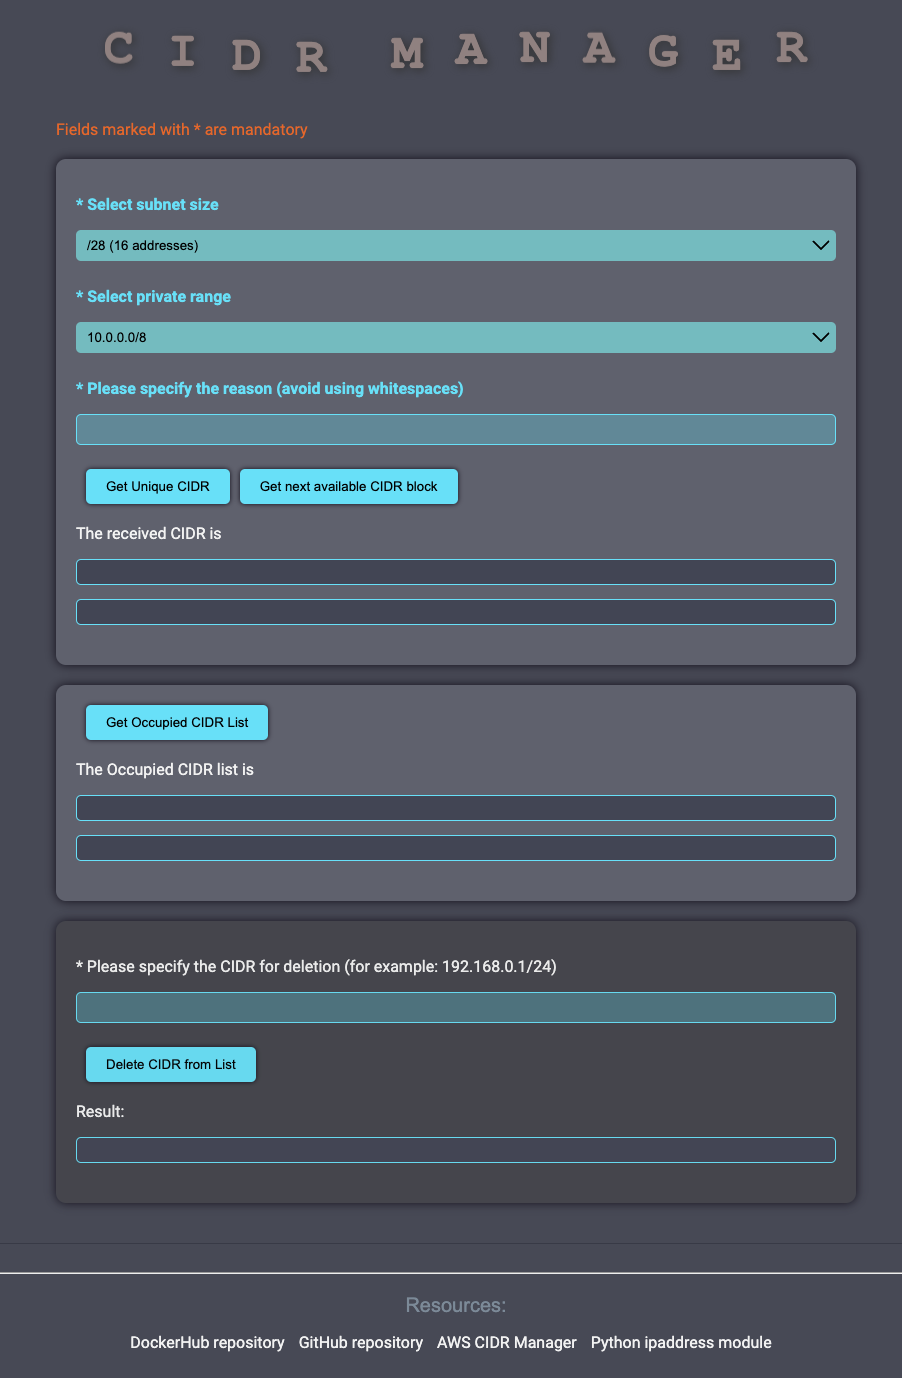 CIDR MANAGER
Fields marked with * are mandatory
* Select subnet size
/28 (16 addresses)
* Select private range
10.0.0.0/8
* Please specify the reason (avoid using whitespaces)
Get Unique CIDR Get next available CIDR block
The received CIDR is
Get Occupied CIDR List
The Occupied CIDR list is
* Please specify the CIDR for deletion (for example: 192.168.0.1/24)
Delete CIDR from List
Result:
Resources:
DockerHub repository GitHub repository AWS CIDR Manager Python ipaddress module